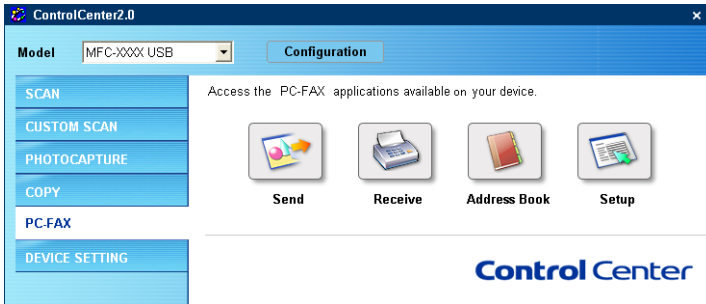 ControlCenter2.0
Model MFC-XXXX USB Configuration
SCAN
CUSTOM SCAN
PHOTOCAPTURE
COPY
PC-FAX
DEVICE SETTING
Access the PC-FAX applications available on your device.
Send Receive Address Book Setup
Control Center